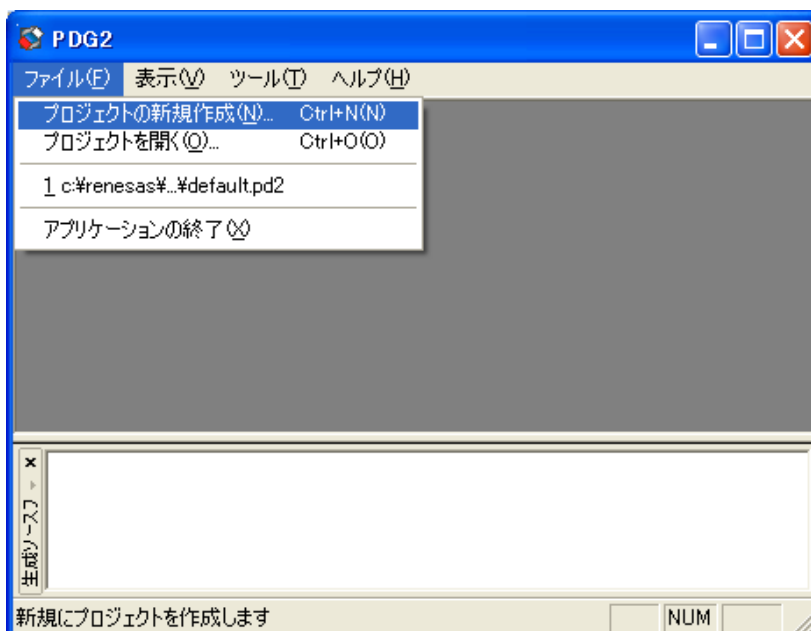 PDG2
ファイル(F) 表示(V) ツール(T) ヘルプ(H)
プロジェクトの新規作成(N)... Ctrl+N(N)
プロジェクトを開く(O)... Ctrl+O(O)
1 c:¥renesas¥...¥default.pd2
アプリケーションの終了(X)
生成ソースファ
新規にプロジェクトを作成します NUM